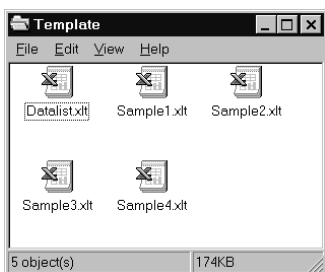 Template
File Edit View Help
Datalist.xlt Sample1.xlt Sample2.xlt
Sample3.xlt Sample4.xlt
5 object(s) 174KB